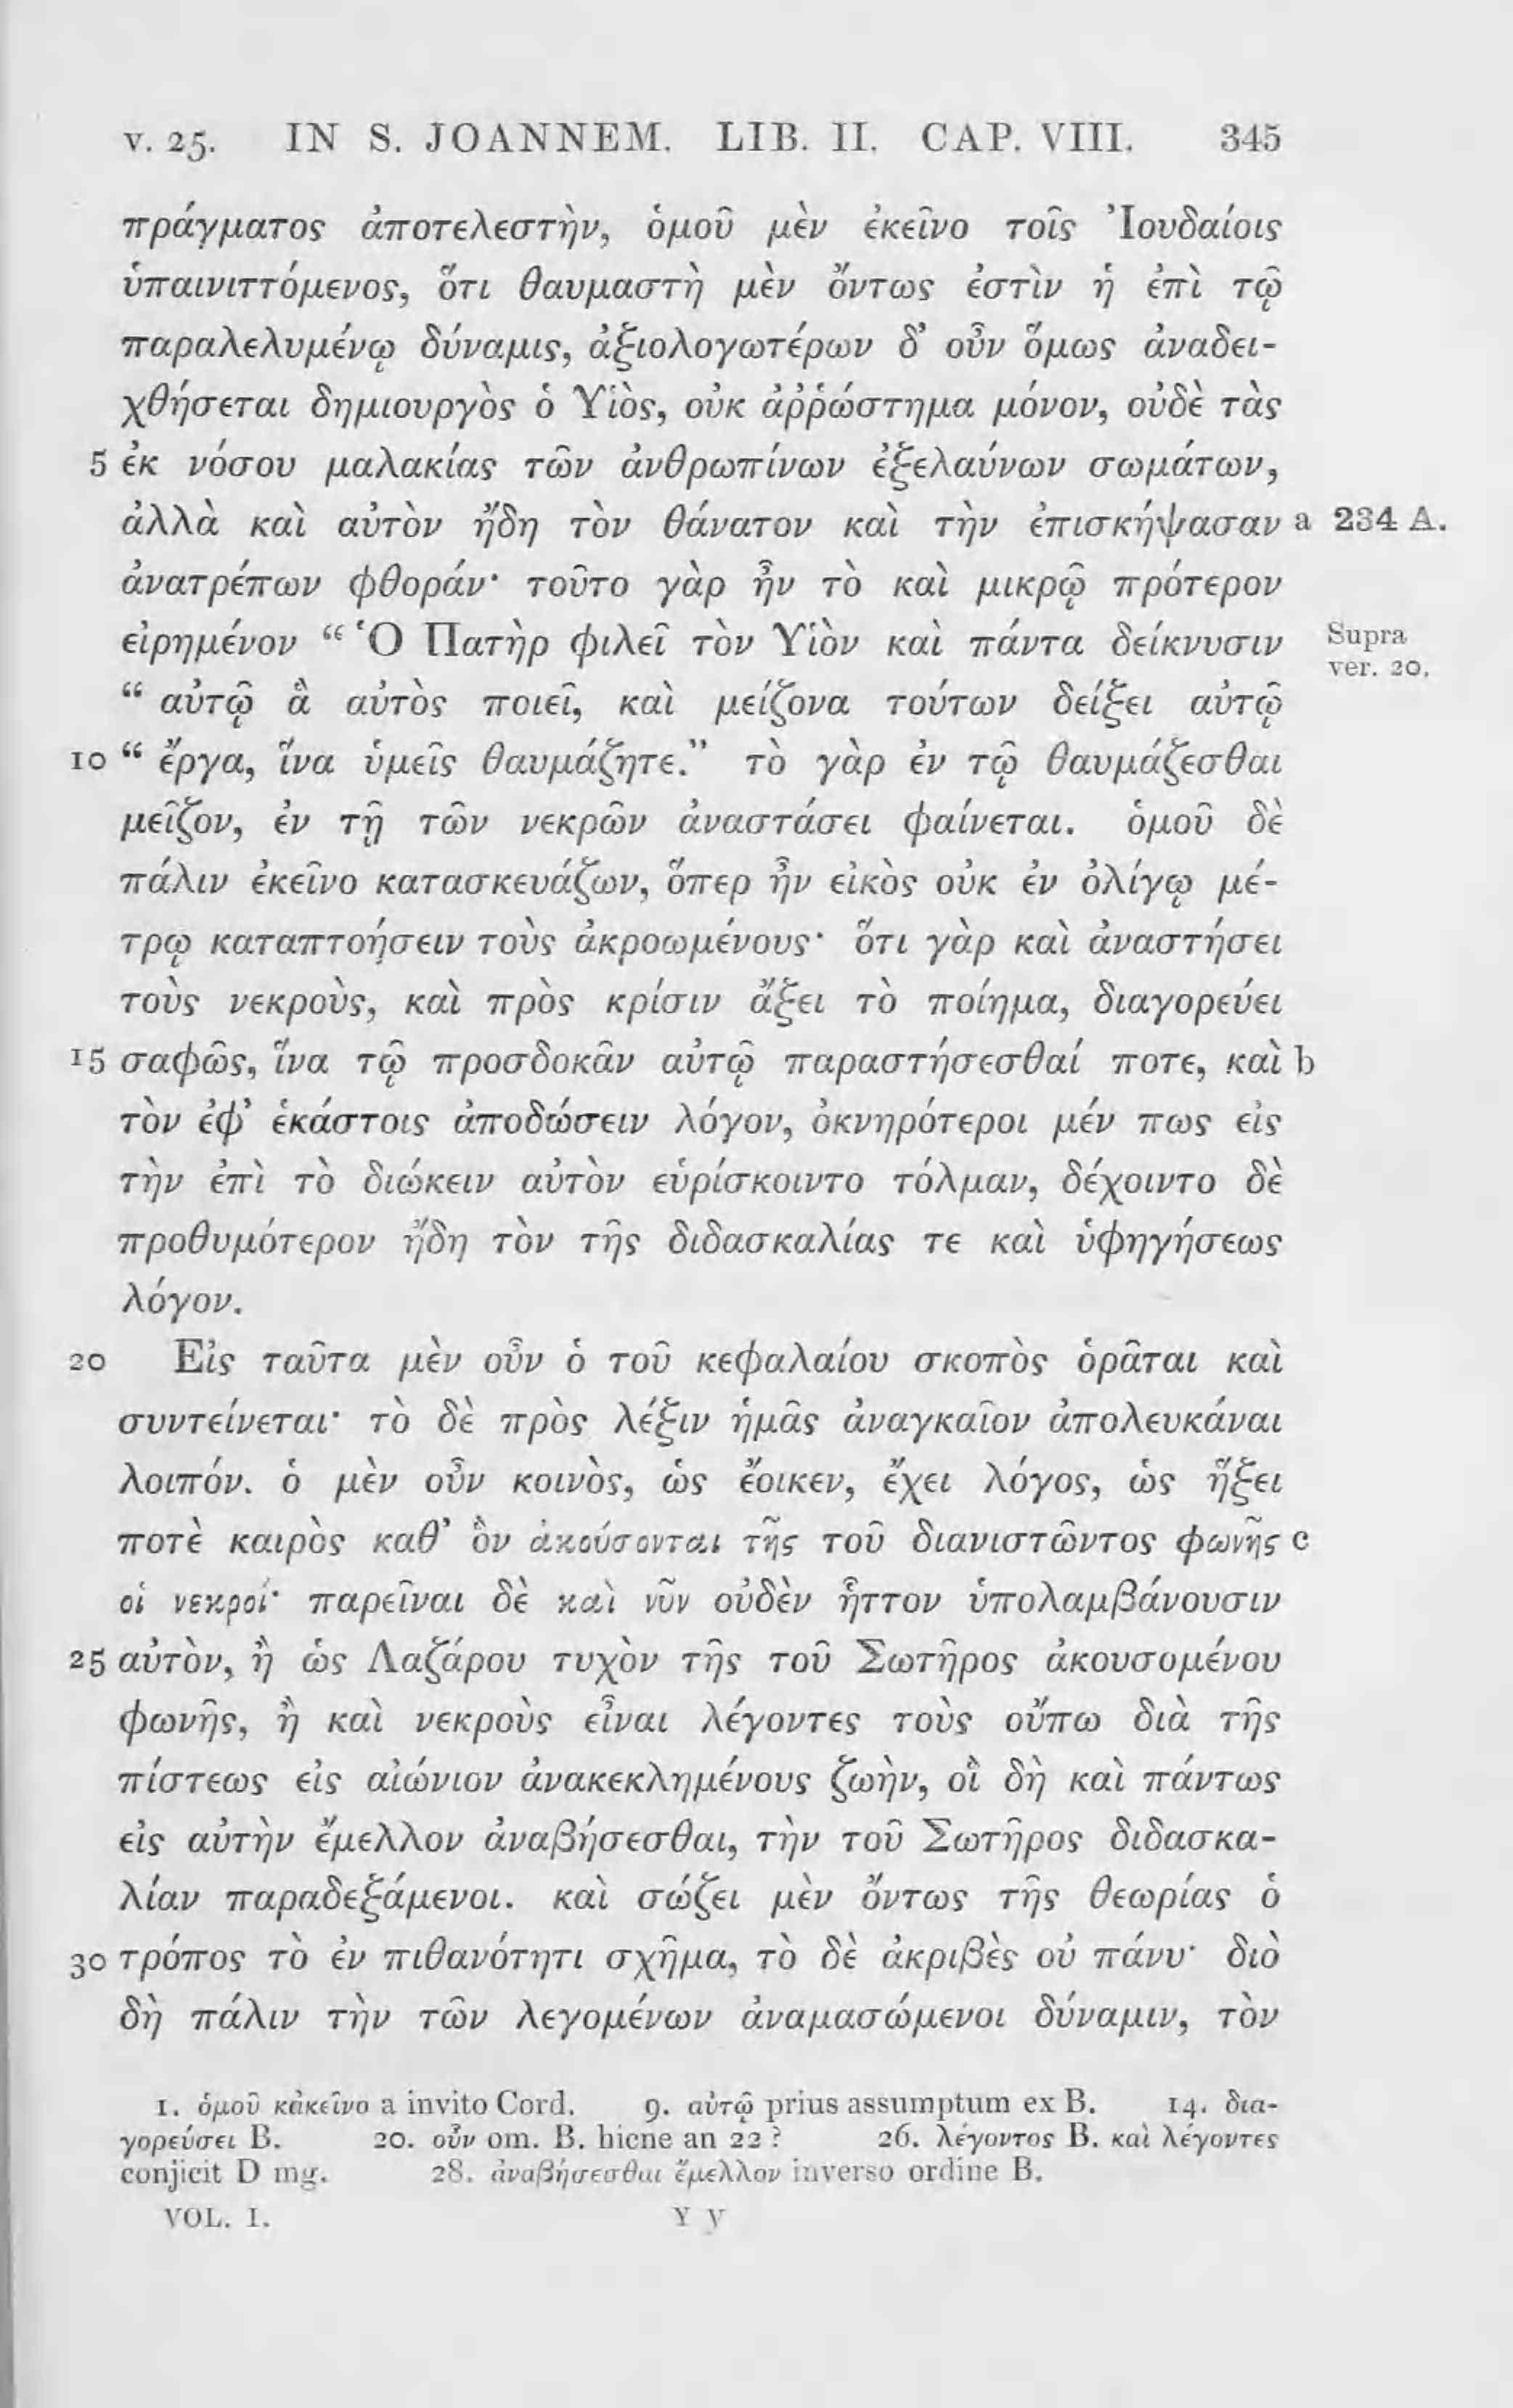 v. 25. IN S. JOANNEM. LIB. II. CAP. VIII. 345
πράγματος ἀποτελεστὴν, ὁμοῦ μὲν ἐκεῖνο τοῖς Ἰουδαίοις
ὑπαινιττόμενος, ὅτι θαυμαστὴ μὲν ὄντως ἐστὶν ἡ ἐπὶ τῷ
παραλελυμένῳ δύναμις, ἀξιολογωτέρων δ' οὖν ὅμως ἀναδει-
χθήσεται δημιουργὸς ὁ Υἱὸς, οὐκ ἀῤῥώστημα μόνον, οὐδὲ τὰς
5 ἐκ νόσου μαλακίας τῶν ἀνθρωπίνων ἐξελαύνων σωμάτων,
ἀλλὰ καὶ αὐτὸν ἤδη τὸν θάνατον καὶ τὴν ἐπισκήψασαν a 234 A.
ἀνατρέπων φθοράν· τοῦτο γὰρ ἦν τὸ καὶ μικρῷ πρότερον
εἰρημένον “ Ὁ Πατὴρ φιλεῖ τὸν Υἱὸν καὶ πάντα δείκνυσιν Supra
ver. 20.
“ αὐτῷ ἃ αὐτὸς ποιεῖ, καὶ μείζονα τούτων δείξει αὐτῷ
10 “ ἔργα, ἵνα ὑμεῖς θαυμάζητε.” τὸ γὰρ ἐν τῷ θαυμάζεσθαι
μεῖζον, ἐν τῇ τῶν νεκρῶν ἀναστάσει φαίνεται. ὁμοῦ δὲ
πάλιν ἐκεῖνο κατασκευάζων, ὅπερ ἦν εἰκὸς οὐκ ἐν ὀλίγῳ μέ-
τρῳ καταπτοήσειν τοὺς ἀκροωμένους· ὅτι γὰρ καὶ ἀναστήσει
τοὺς νεκροὺς, καὶ πρὸς κρίσιν ἄξει τὸ ποίημα, διαγορεύει
15 σαφῶς, ἵνα τῷ προσδοκᾶν αὐτῷ παραστήσεσθαί ποτε, καὶ b
τὸν ἐφ' ἑκάστοις ἀποδώσειν λόγον, ὀκνηρότεροι μέν πως εἰς
τὴν ἐπὶ τὸ διώκειν αὐτὸν εὑρίσκοιντο τόλμαν, δέχοιντο δὲ
προθυμότερον ἤδη τὸν τῆς διδασκαλίας τε καὶ ὑφηγήσεως
λόγον.
20 Εἰς ταῦτα μὲν οὖν ὁ τοῦ κεφαλαίου σκοπὸς ὁρᾶται καὶ
συντείνεται· τὸ δὲ πρὸς λέξιν ἡμᾶς ἀναγκαῖον ἀπολευκάναι
λοιπόν. ὁ μὲν οὖν κοινὸς, ὡς ἔοικεν, ἔχει λόγος, ὡς ἥξει
ποτὲ καιρὸς καθ' ὃν ἀκούσονται τῆς τοῦ διανιστῶντος φωνῆς c
οἱ νεκροί· παρεῖναι δὲ καὶ νῦν οὐδὲν ἧττον ὑπολαμβάνουσιν
25 αὐτὸν, ἢ ὡς Λαζάρου τυχὸν τῆς τοῦ Σωτῆρος ἀκουσομένου
φωνῆς, ἢ καὶ νεκροὺς εἶναι λέγοντες τοὺς οὔπω διὰ τῆς
πίστεως εἰς αἰώνιον ἀνακεκλημένους ζωὴν, οἳ δὴ καὶ πάντως
εἰς αὐτὴν ἔμελλον ἀναβήσεσθαι, τὴν τοῦ Σωτῆρος διδασκα-
λίαν παραδεξάμενοι. καὶ σώζει μὲν ὄντως τῆς θεωρίας ὁ
30 τρόπος τὸ ἐν πιθανότητι σχῆμα, τὸ δὲ ἀκριβὲς οὐ πάνυ· διὸ
δὴ πάλιν τὴν τῶν λεγομένων ἀναμασώμενοι δύναμιν, τὸν
1. ὁμοῦ κἀκεῖνο a invito Cord. 9. αὐτῷ prius assumptum ex B. 14. δια-
γορεύσει B. 20. οὖν om. B. hicne an 22 ? 26. λέγοντος B. καὶ λέγοντες
conjicit D mg. 28. ἀναβήσεσθαι ἔμελλον inverso ordine B.
VOL. I. Y y